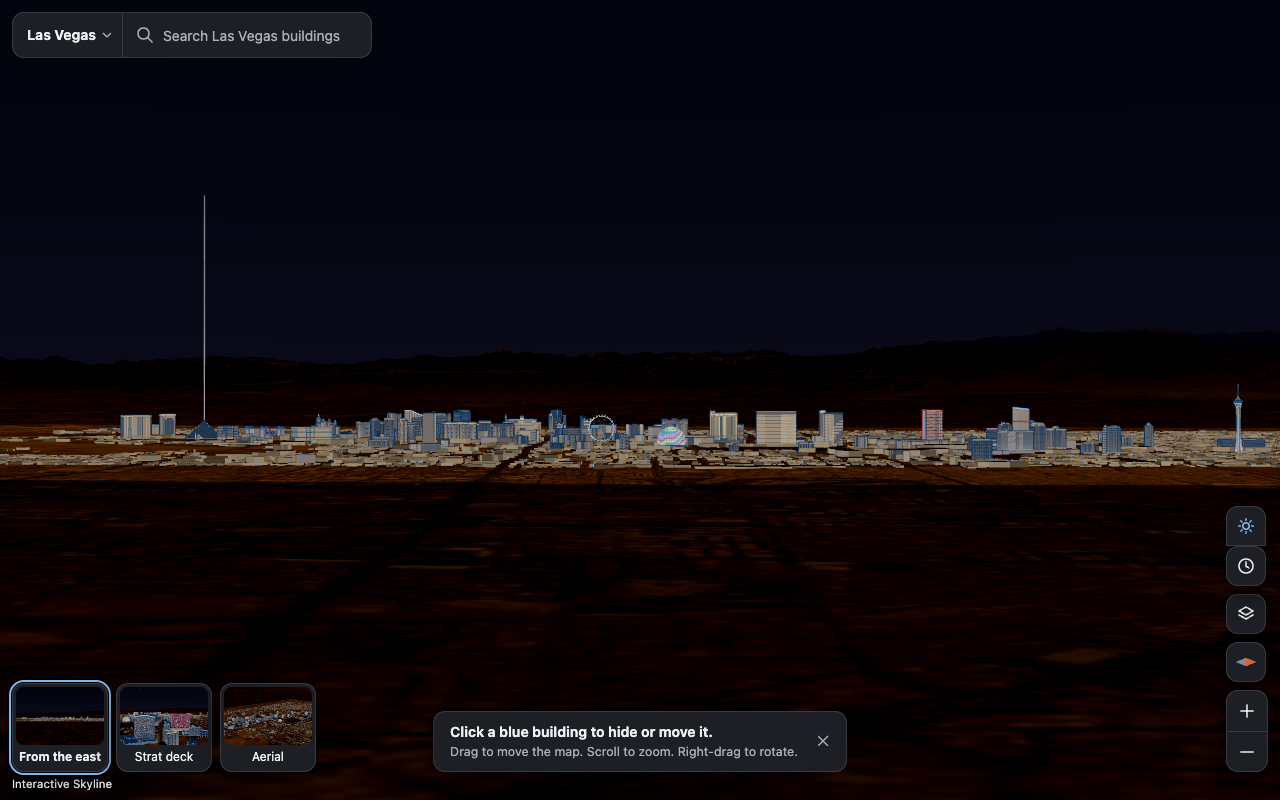 Las Vegas
Search Las Vegas buildings
From the east
Strat deck
Aerial
Interactive Skyline
Click a blue building to hide or move it.
Drag to move the map. Scroll to zoom. Right-drag to rotate.